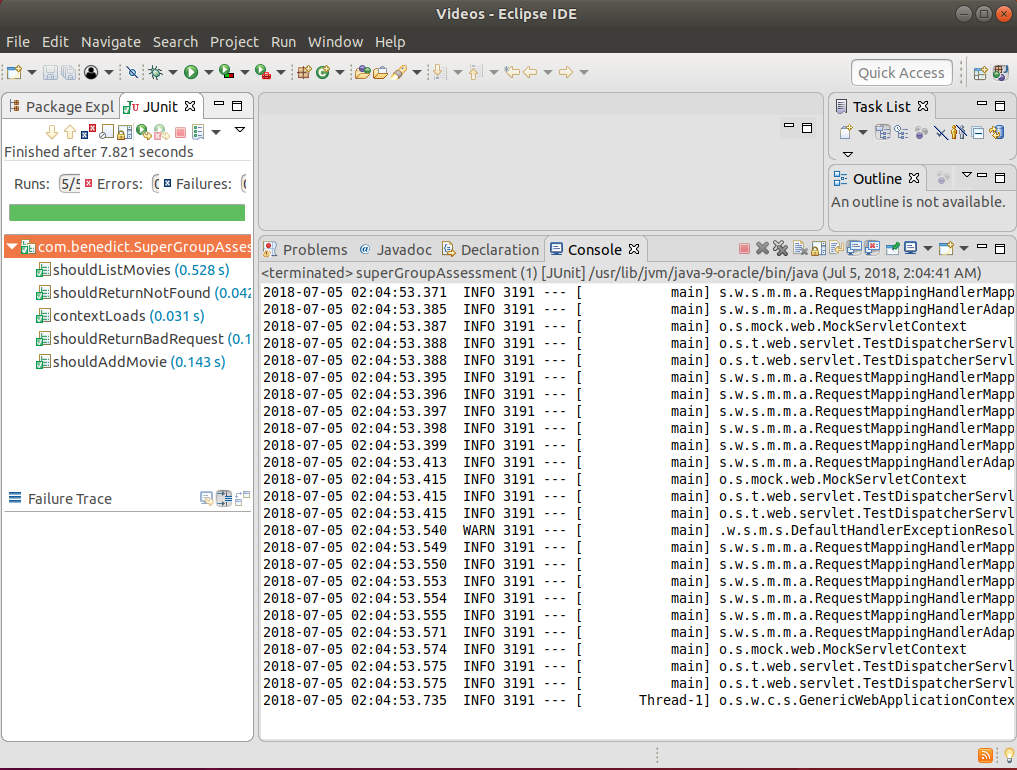 Videos - Eclipse IDE
File Edit Navigate Search Project Run Window Help
Quick Access
Package Expl
JUnit
Finished after 7.821 seconds
Runs: 5/5 Errors: Failures:
com.benedict.SuperGroupAsses
shouldListMovies (0.528 s)
shouldReturnNotFound (0.042
contextLoads (0.031 s)
shouldReturnBadRequest (0.1
shouldAddMovie (0.143 s)
Failure Trace
Task List
Outline
An outline is not available.
Problems @ Javadoc Declaration Console
<terminated> superGroupAssessment (1) [JUnit] /usr/lib/jvm/java-9-oracle/bin/java (Jul 5, 2018, 2:04:41 AM)
2018-07-05 02:04:53.371 INFO 3191 --- [ main] s.w.s.m.m.a.RequestMappingHandlerMapp
2018-07-05 02:04:53.385 INFO 3191 --- [ main] s.w.s.m.m.a.RequestMappingHandlerAdap
2018-07-05 02:04:53.387 INFO 3191 --- [ main] o.s.mock.web.MockServletContext
2018-07-05 02:04:53.388 INFO 3191 --- [ main] o.s.t.web.servlet.TestDispatcherServl
2018-07-05 02:04:53.388 INFO 3191 --- [ main] o.s.t.web.servlet.TestDispatcherServl
2018-07-05 02:04:53.395 INFO 3191 --- [ main] s.w.s.m.m.a.RequestMappingHandlerMapp
2018-07-05 02:04:53.396 INFO 3191 --- [ main] s.w.s.m.m.a.RequestMappingHandlerMapp
2018-07-05 02:04:53.397 INFO 3191 --- [ main] s.w.s.m.m.a.RequestMappingHandlerMapp
2018-07-05 02:04:53.398 INFO 3191 --- [ main] s.w.s.m.m.a.RequestMappingHandlerMapp
2018-07-05 02:04:53.399 INFO 3191 --- [ main] s.w.s.m.m.a.RequestMappingHandlerMapp
2018-07-05 02:04:53.413 INFO 3191 --- [ main] s.w.s.m.m.a.RequestMappingHandlerAdap
2018-07-05 02:04:53.415 INFO 3191 --- [ main] o.s.mock.web.MockServletContext
2018-07-05 02:04:53.415 INFO 3191 --- [ main] o.s.t.web.servlet.TestDispatcherServl
2018-07-05 02:04:53.415 INFO 3191 --- [ main] o.s.t.web.servlet.TestDispatcherServl
2018-07-05 02:04:53.540 WARN 3191 --- [ main] .w.s.m.s.DefaultHandlerExceptionResol
2018-07-05 02:04:53.549 INFO 3191 --- [ main] s.w.s.m.m.a.RequestMappingHandlerMapp
2018-07-05 02:04:53.550 INFO 3191 --- [ main] s.w.s.m.m.a.RequestMappingHandlerMapp
2018-07-05 02:04:53.553 INFO 3191 --- [ main] s.w.s.m.m.a.RequestMappingHandlerMapp
2018-07-05 02:04:53.554 INFO 3191 --- [ main] s.w.s.m.m.a.RequestMappingHandlerMapp
2018-07-05 02:04:53.555 INFO 3191 --- [ main] s.w.s.m.m.a.RequestMappingHandlerMapp
2018-07-05 02:04:53.571 INFO 3191 --- [ main] s.w.s.m.m.a.RequestMappingHandlerAdap
2018-07-05 02:04:53.574 INFO 3191 --- [ main] o.s.mock.web.MockServletContext
2018-07-05 02:04:53.575 INFO 3191 --- [ main] o.s.t.web.servlet.TestDispatcherServl
2018-07-05 02:04:53.575 INFO 3191 --- [ main] o.s.t.web.servlet.TestDispatcherServl
2018-07-05 02:04:53.735 INFO 3191 --- [ Thread-1] o.s.w.c.s.GenericWebApplicationContex